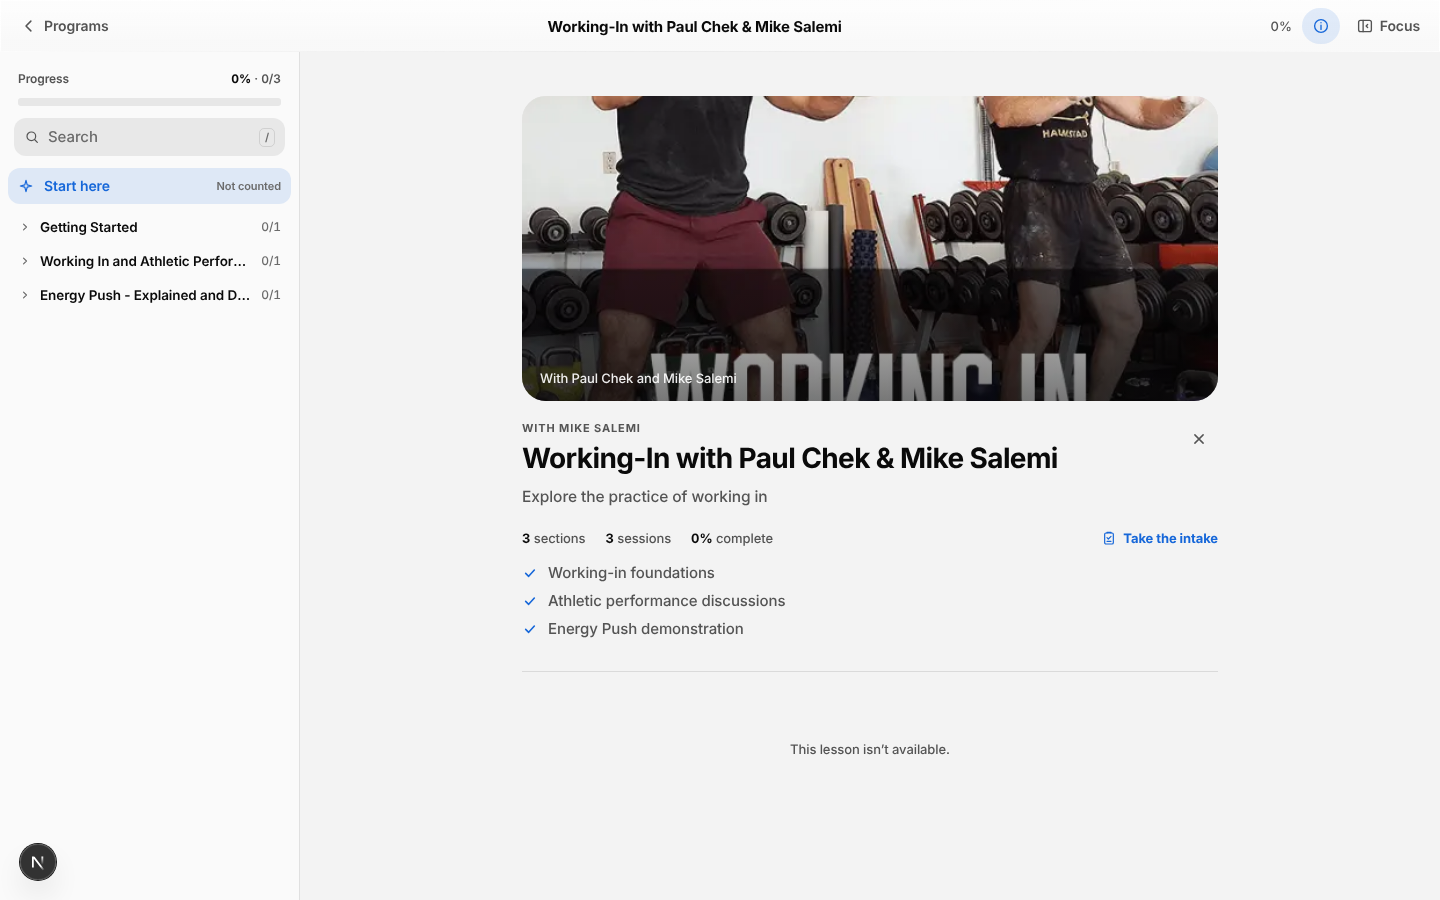 Programs
Working-In with Paul Chek & Mike Salemi
0%
Focus
Progress
0% · 0/3
Search
/
Start here
Not counted
Getting Started
0/1
Working In and Athletic Perfor...
0/1
Energy Push - Explained and D...
0/1
HALMSTAD
WORKING IN
With Paul Chek and Mike Salemi
WITH MIKE SALEMI
Working-In with Paul Chek & Mike Salemi
Explore the practice of working in
3 sections
3 sessions
0% complete
Take the intake
Working-in foundations
Athletic performance discussions
Energy Push demonstration
This lesson isn’t available.
N